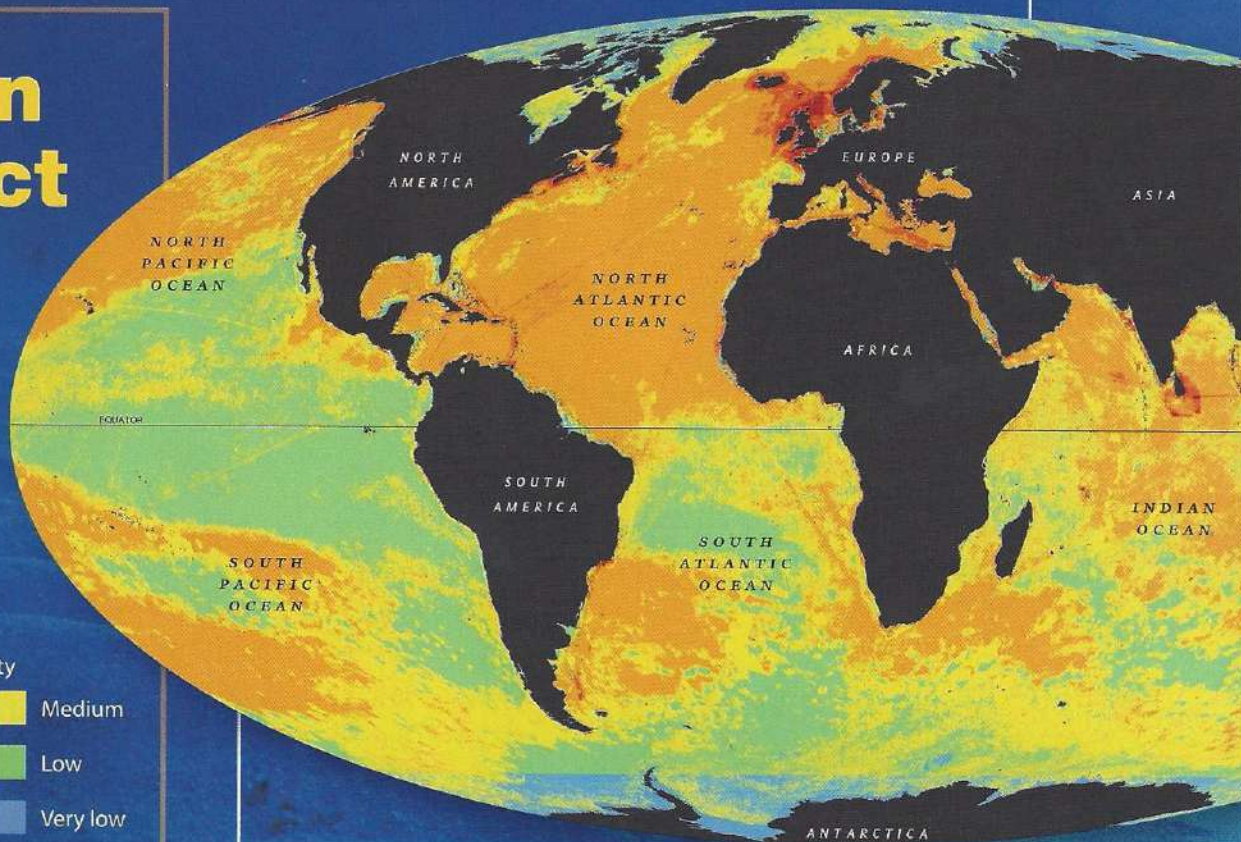 n
ct
NORTH
AMERICA
EUROPE
ASIA
NORTH
PACIFIC
OCEAN
NORTH
ATLANTIC
OCEAN
AFRICA
EQUATOR
SOUTH
AMERICA
INDIAN
OCEAN
SOUTH
PACIFIC
OCEAN
SOUTH
ATLANTIC
OCEAN
ty
Medium
Low
Very low
ANTARCTICA